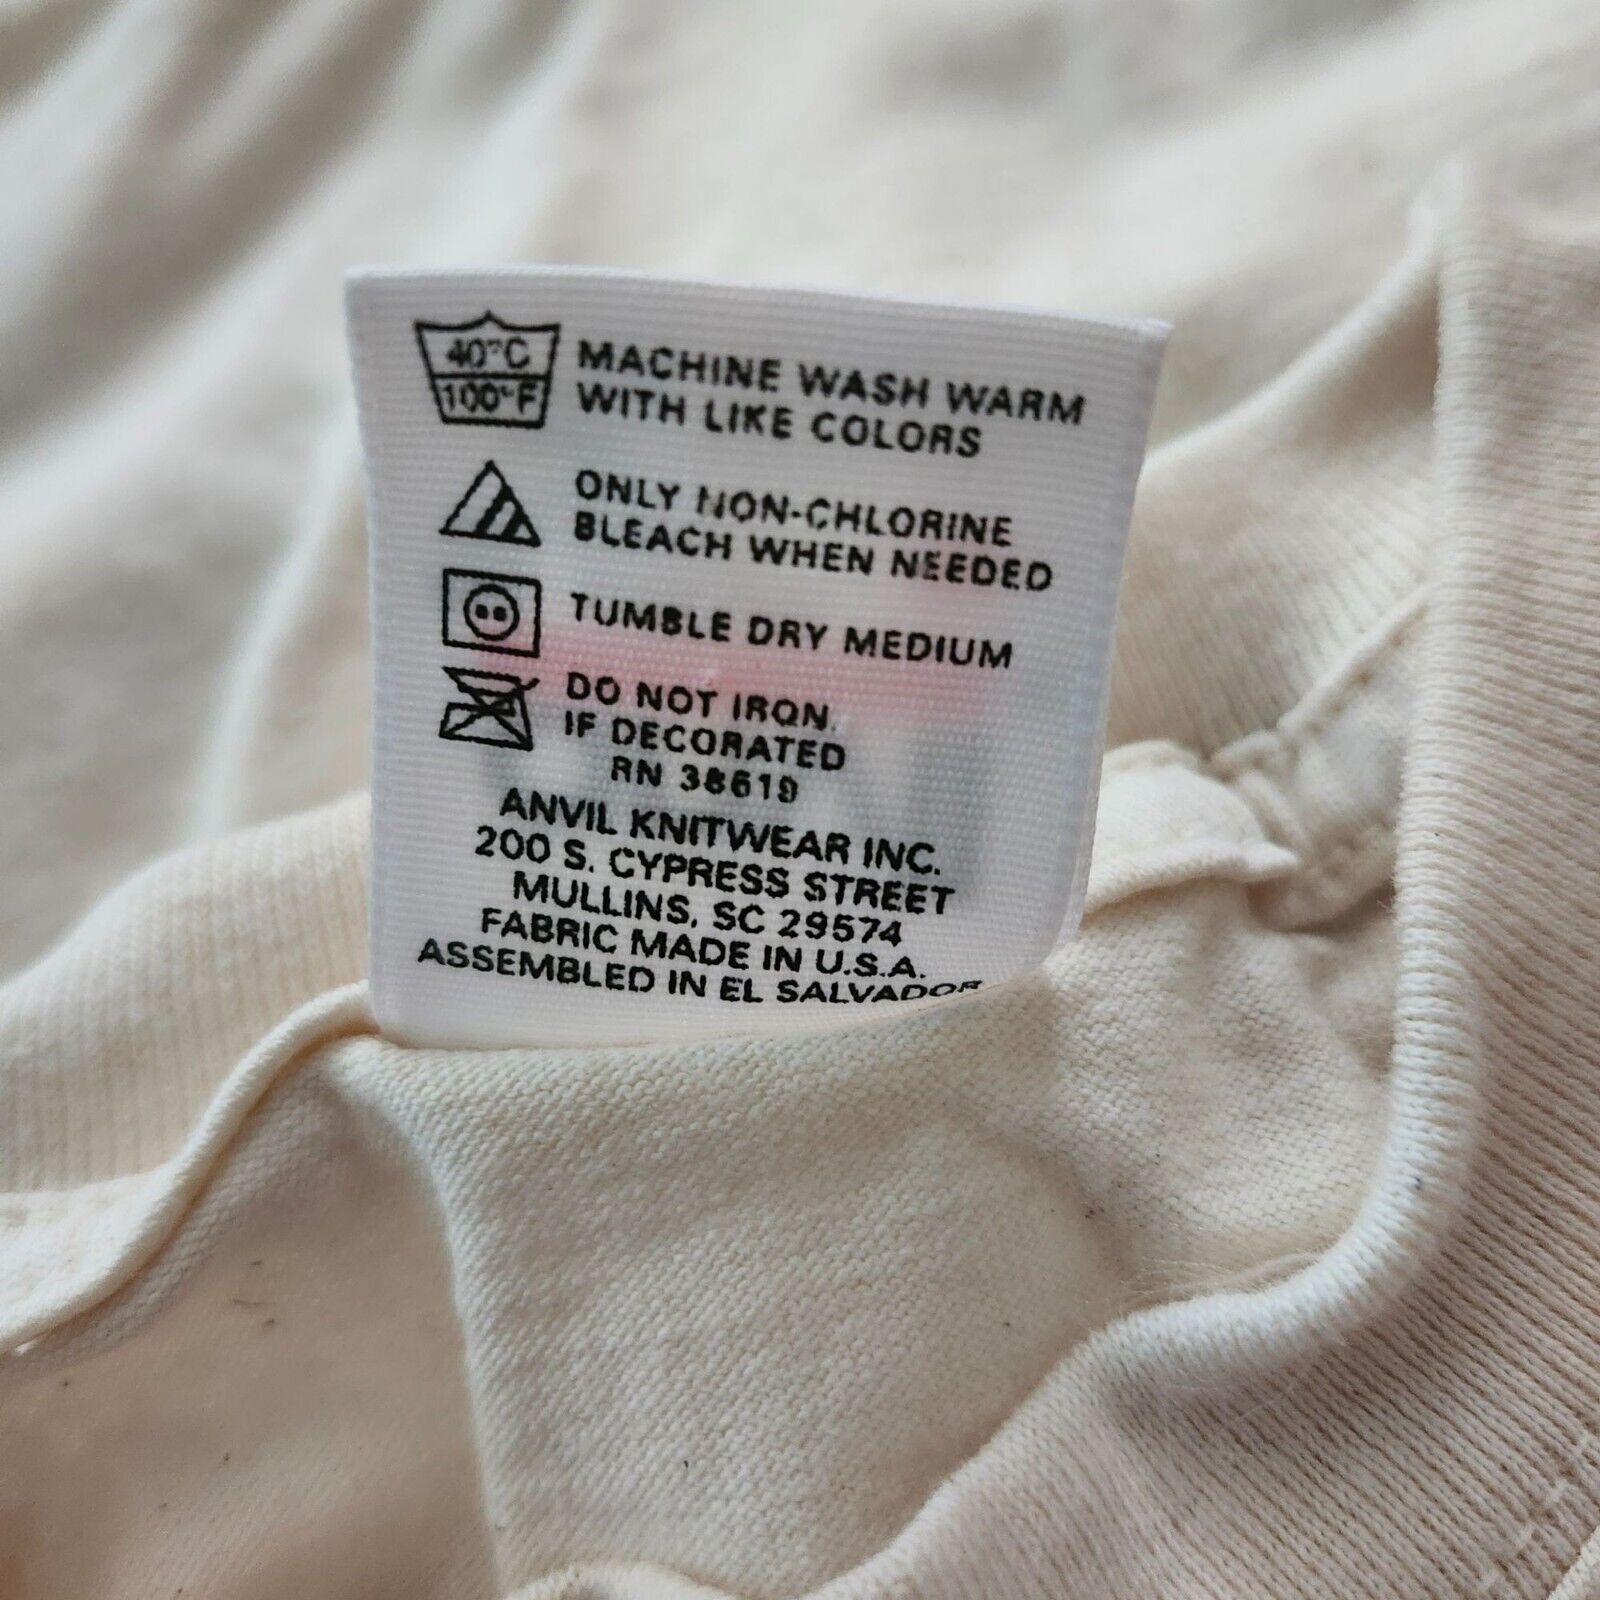 40°C
100°F
MACHINE WASH WARM
WITH LIKE COLORS
ONLY NON-CHLORINE
BLEACH WHEN NEEDED
TUMBLE DRY MEDIUM
DO NOT IRON.
IF DECORATED
RN 38619
ANVIL KNITWEAR INC.
200 S. CYPRESS STREET
MULLINS, SC 29574
FABRIC MADE IN U.S.A.
ASSEMBLED IN EL SALVADOR